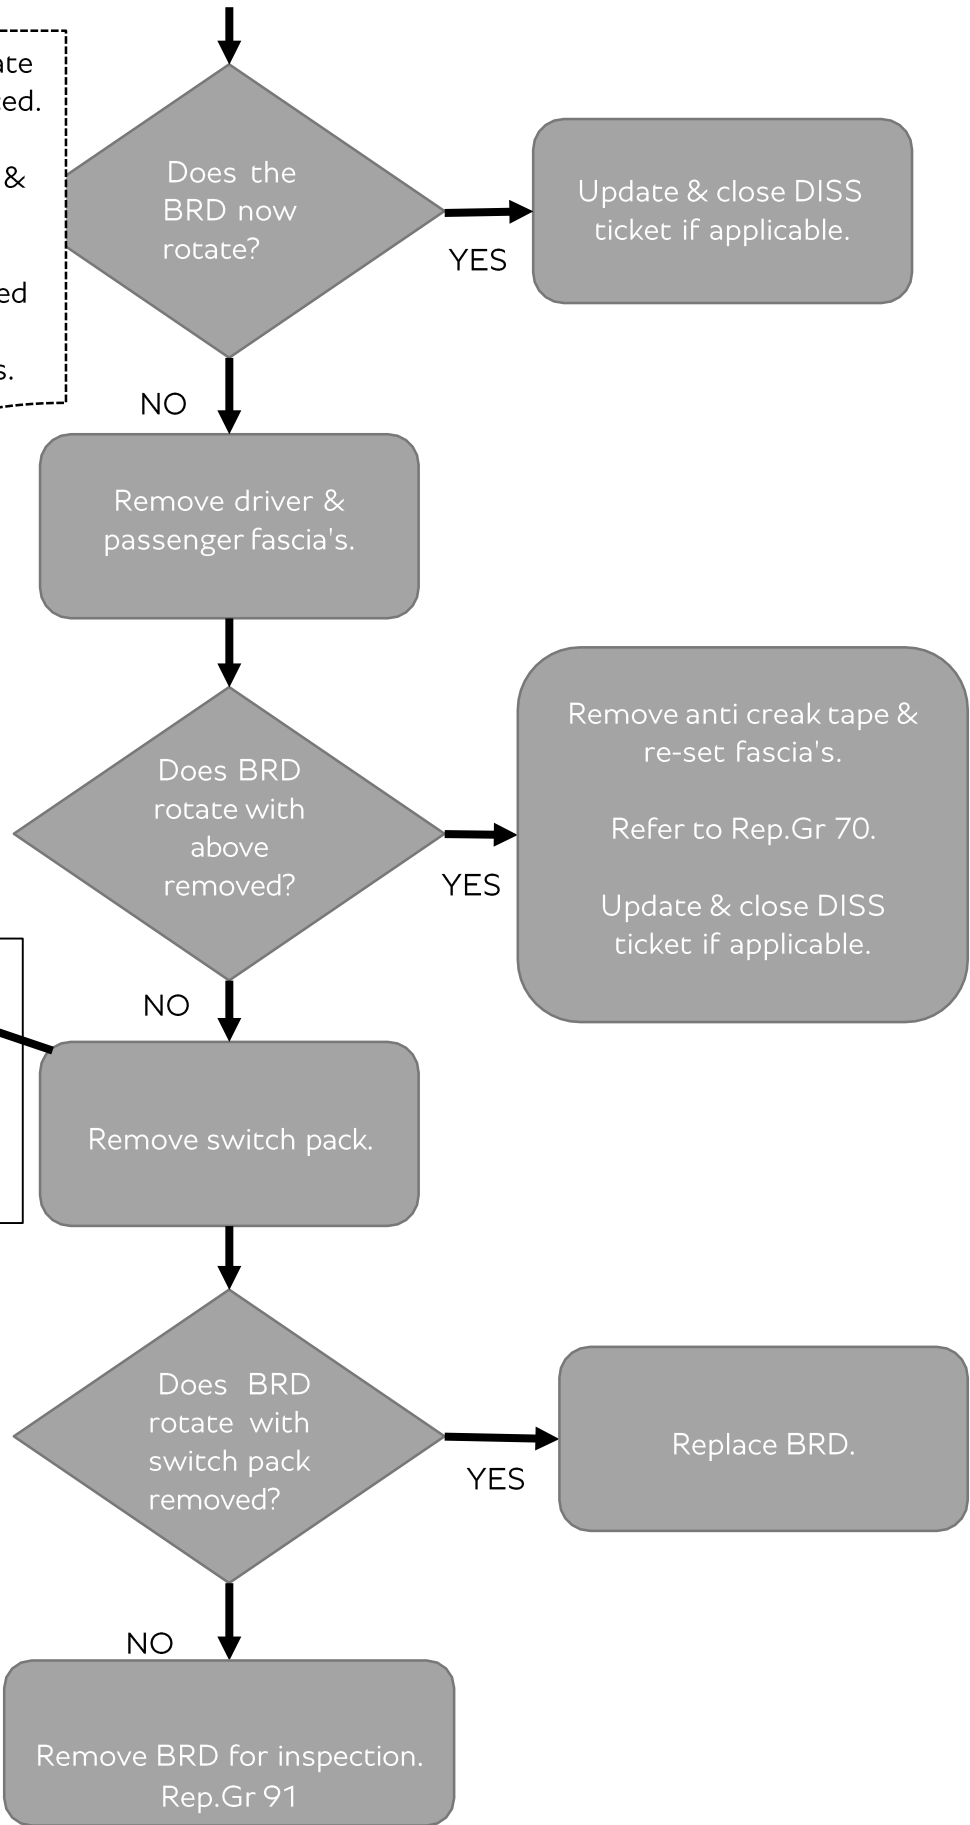 ced.
&
s.
Does the
BRD now
rotate?
YES
Update & close DISS
ticket if applicable.
NO
Remove driver &
passenger fascia's.
Does BRD
rotate with
above
removed?
YES
Remove anti creak tape &
re-set fascia's.
Refer to Rep.Gr 70.
Update & close DISS
ticket if applicable.
NO
Remove switch pack.
Does BRD
rotate with
switch pack
removed?
YES
Replace BRD.
NO
Remove BRD for inspection.
Rep.Gr 91